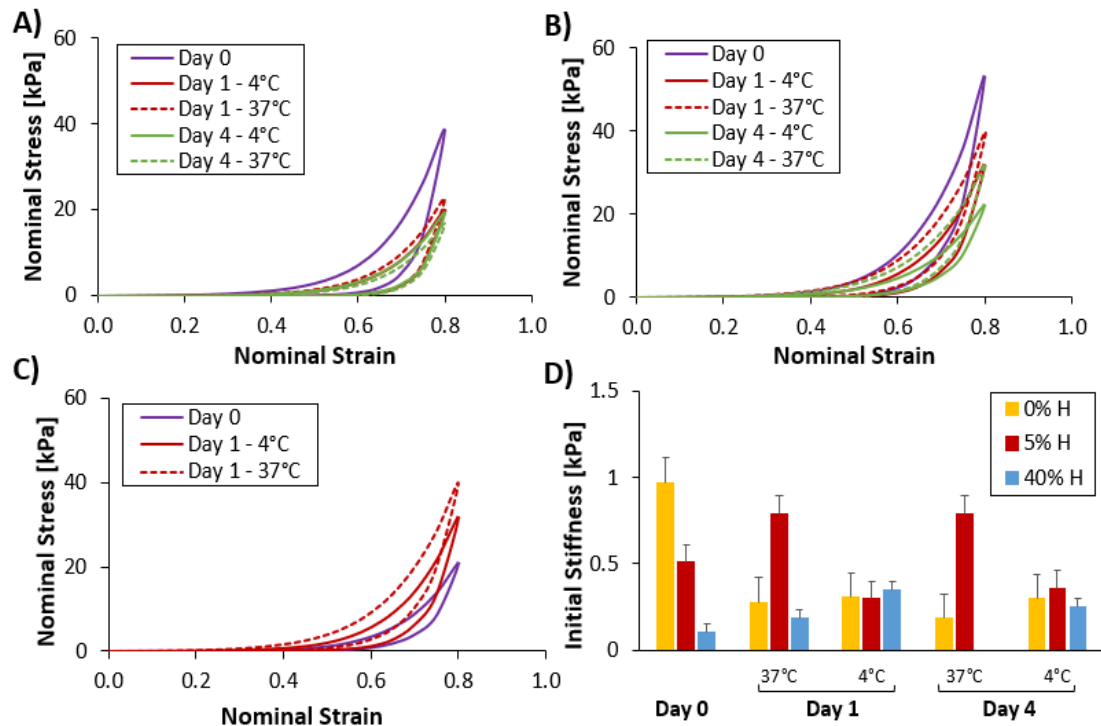 A)
Nominal Stress [kPa]
60
40
20
0
Day 0
Day 1 - 4°C
Day 1 - 37°C
Day 4 - 4°C
Day 4 - 37°C
0.0 0.2 0.4 0.6 0.8 1.0
Nominal Strain
B)
Nominal Stress [kPa]
60
40
20
0
Day 0
Day 1 - 4°C
Day 1 - 37°C
Day 4 - 4°C
Day 4 - 37°C
0.0 0.2 0.4 0.6 0.8 1.0
Nominal Strain
C)
Nominal Stress [kPa]
60
40
20
0
Day 0
Day 1 - 4°C
Day 1 - 37°C
0.0 0.2 0.4 0.6 0.8 1.0
Nominal Strain
D)
Initial Stiffness [kPa]
1.5
1
0.5
0
0% H
5% H
40% H
37°C 4°C 37°C 4°C
Day 0 Day 1 Day 4